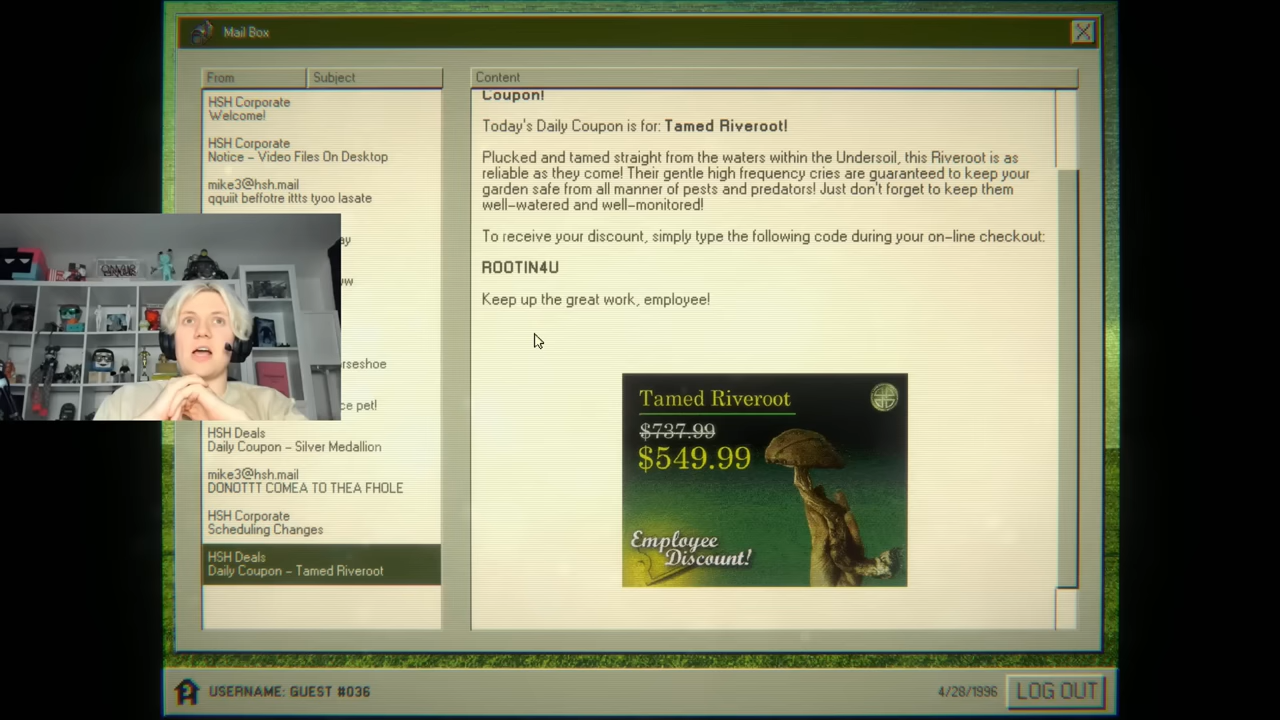 Mail Box
From
Subject
Content
HSH Corporate
Welcome!
HSH Corporate
Notice - Video Files On Desktop
mike3@hsh.mail
qquiit beffotre ittts tyoo lasate
HSH Deals
Daily Coupon - Silver Medallion
mike3@hsh.mail
DONOTTT COMEA TO THEA FHOLE
HSH Corporate
Scheduling Changes
HSH Deals
Daily Coupon - Tamed Riveroot
Coupon!
Today's Daily Coupon is for: Tamed Riveroot!
Plucked and tamed straight from the waters within the Undersoil, this Riveroot is as
reliable as they come! Their gentle high frequency cries are guaranteed to keep your
garden safe from all manner of pests and predators! Just don't forget to keep them
well-watered and well-monitored!
To receive your discount, simply type the following code during your on-line checkout:
ROOTIN4U
Keep up the great work, employee!
Tamed Riveroot
$737.99
$549.99
Employee
Discount!
USERNAME: GUEST #036
4/28/1996
LOG OUT